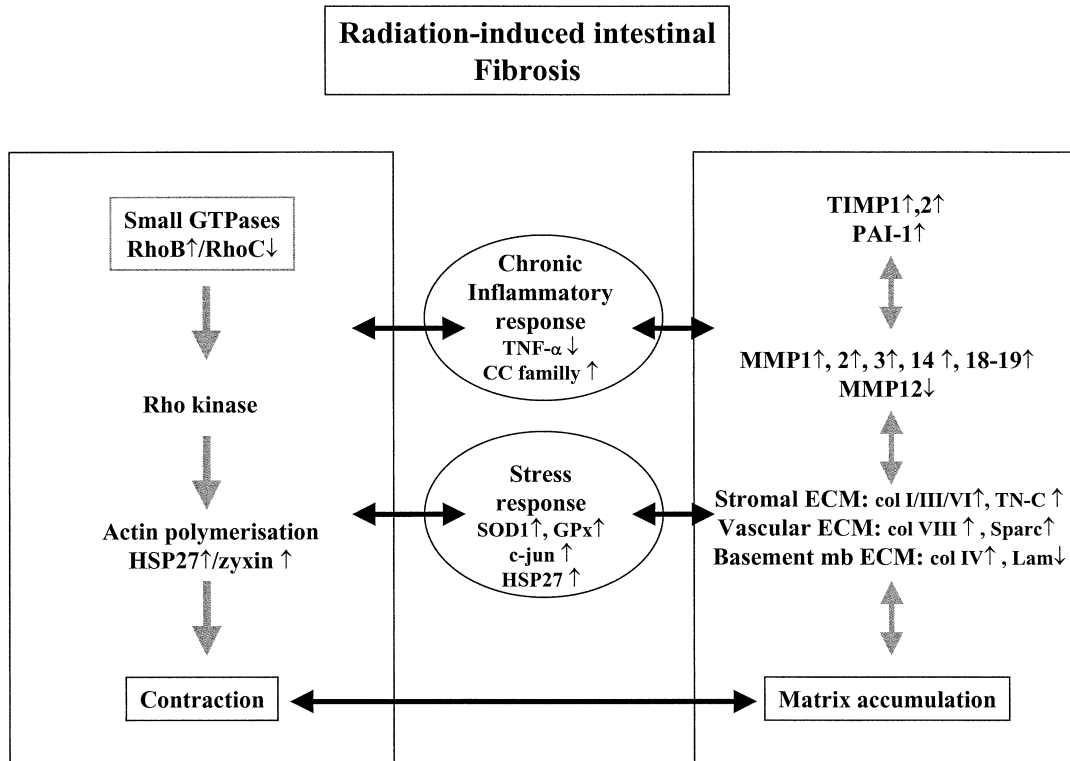 Radiation-induced intestinal
Fibrosis
Small GTPases
RhoB↑/RhoC↓
Rho kinase
Actin polymerisation
HSP27↑/zyxin ↑
Contraction
Chronic
Inflammatory
response
TNF-α ↓
CC familly ↑
Stress
response
SOD1↑, GPx↑
c-jun ↑
HSP27 ↑
TIMP1↑,2↑
PAI-1↑
MMP1↑, 2↑, 3↑, 14 ↑, 18-19↑
MMP12↓
Stromal ECM: col I/III/VI↑, TN-C ↑
Vascular ECM: col VIII ↑, Sparc↑
Basement mb ECM: col IV↑, Lam↓
Matrix accumulation